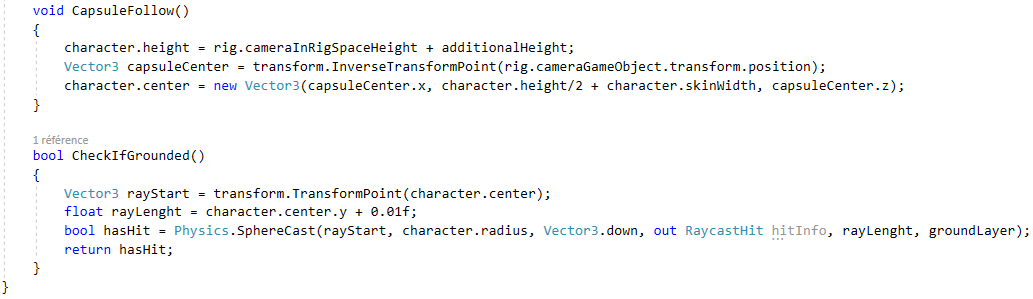 void CapsuleFollow()
{
character.height = rig.cameraInRigSpaceHeight + additionalHeight;
Vector3 capsuleCenter = transform.InverseTransformPoint(rig.cameraGameObject.transform.position);
character.center = new Vector3(capsuleCenter.x, character.height/2 + character.skinWidth, capsuleCenter.z);
}
1 référence
bool CheckIfGrounded()
{
Vector3 rayStart = transform.TransformPoint(character.center);
float rayLenght = character.center.y + 0.01f;
bool hasHit = Physics.SphereCast(rayStart, character.radius, Vector3.down, out RaycastHit hitInfo, rayLenght, groundLayer);
return hasHit;
}
}